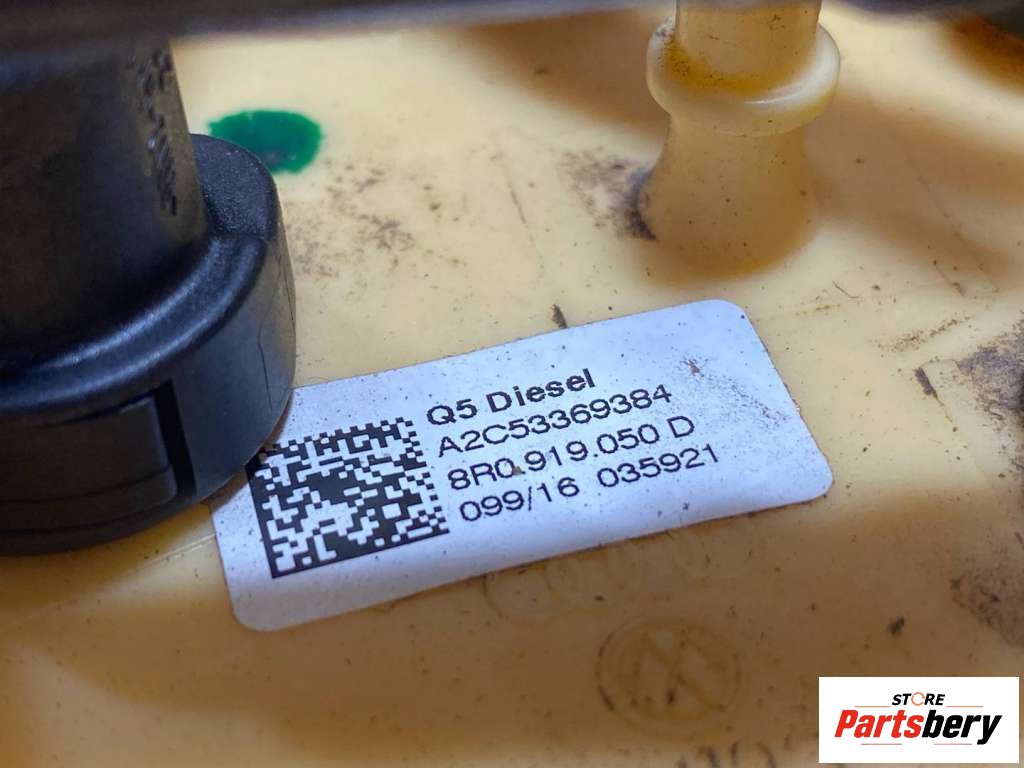 Q5 Diesel
A2C53369384
8R0.919.050 D
099/16 035921
STORE
Partsbery